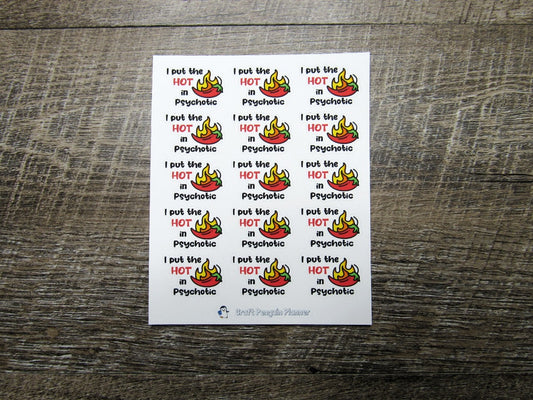 I put the
HOT
in
Psychotic
I put the
HOT
in
Psychotic
I put the
HOT
in
Psychotic
I put the
HOT
in
Psychotic
I put the
HOT
in
Psychotic
I put the
HOT
in
Psychotic
I put the
HOT
in
Psychotic
I put the
HOT
in
Psychotic
I put the
HOT
in
Psychotic
I put the
HOT
in
Psychotic
I put the
HOT
in
Psychotic
I put the
HOT
in
Psychotic
I put the
HOT
in
Psychotic
I put the
HOT
in
Psychotic
I put the
HOT
in
Psychotic
Craft Penguin Planner